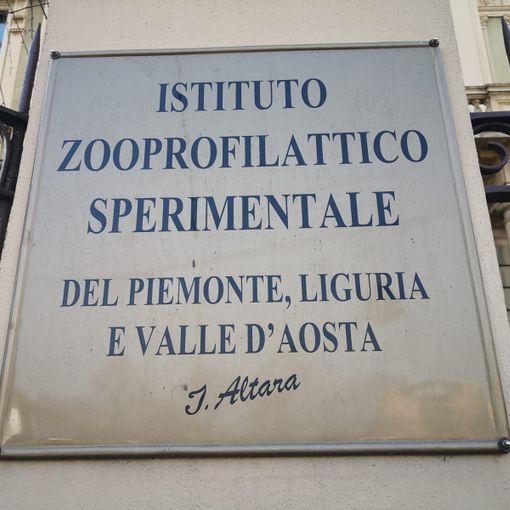 ISTITUTO
ZOOPROFILATTICO
SPERIMENTALE
DEL PIEMONTE, LIGURIA
E VALLE D'AOSTA
I. Altara